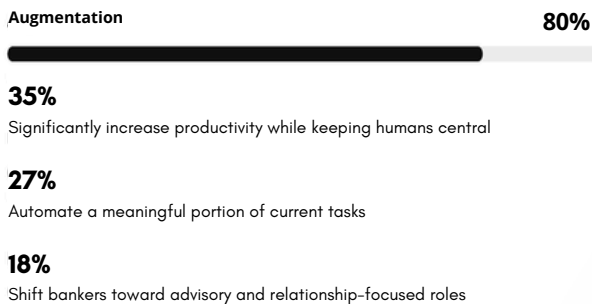 Augmentation
80%
35%
Significantly increase productivity while keeping humans central
27%
Automate a meaningful portion of current tasks
18%
Shift bankers toward advisory and relationship-focused roles